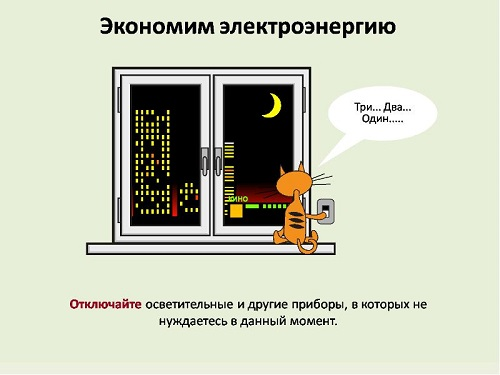 Экономим электроэнергию
Три... Два...
Один.....
КИНО
Отключайте осветительные и другие приборы, в которых не
нуждаетесь в данный момент.